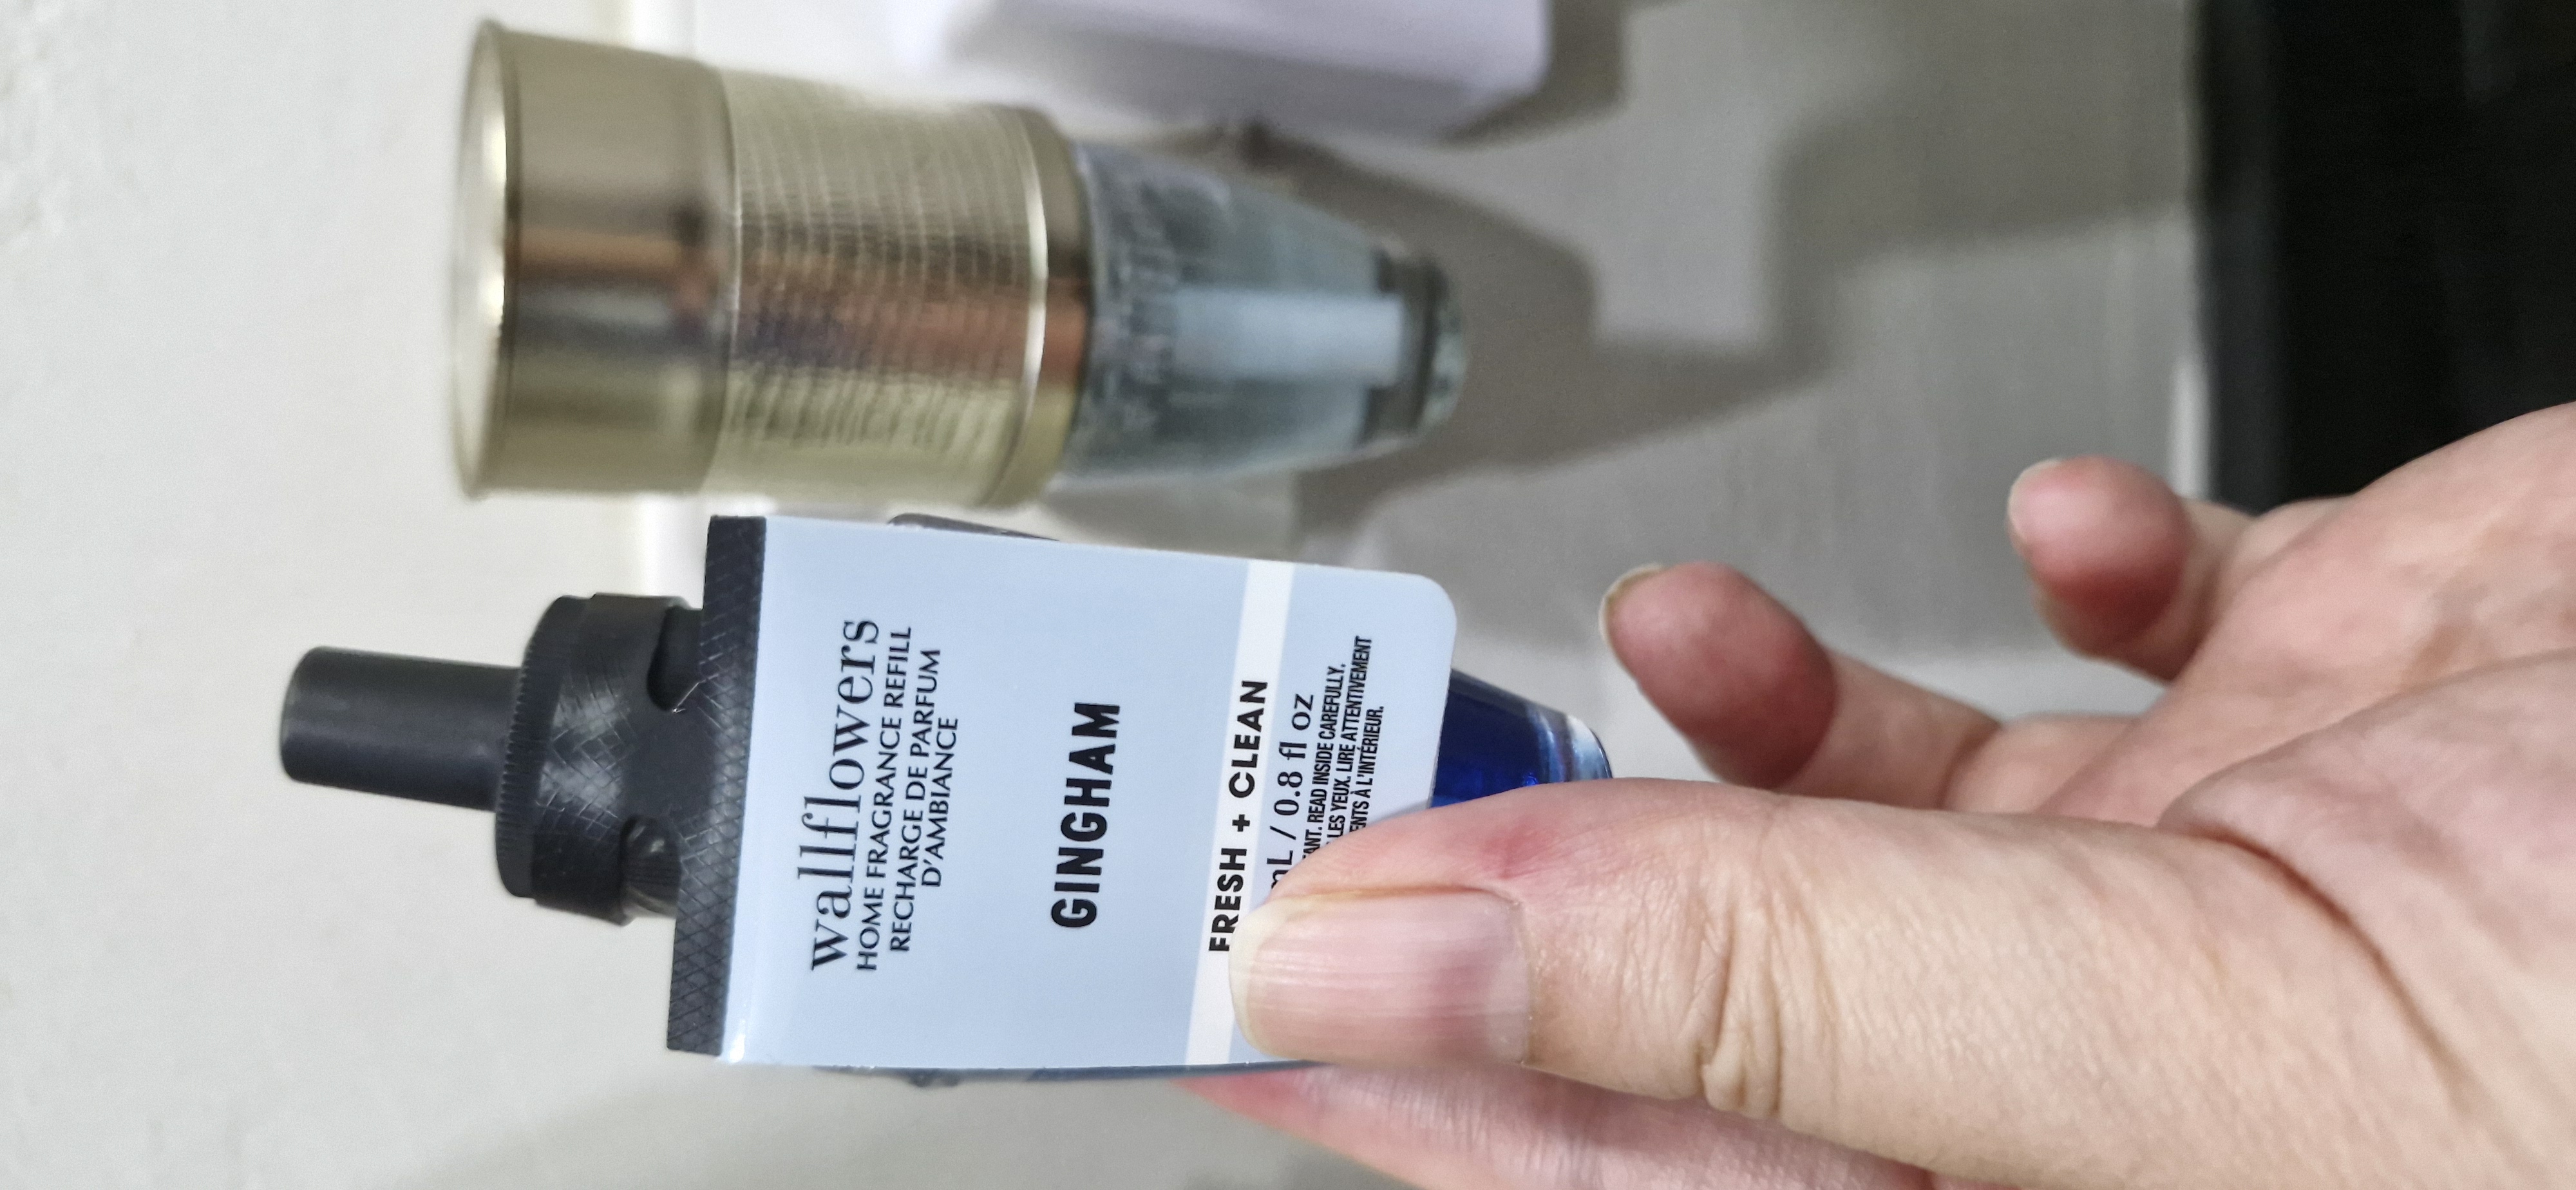 wallflowers
HOME FRAGRANCE REFILL
RECHARGE DE PARFUM
D'AMBIANCE
GINGHAM
FRESH + CLEAN
mL / 0.8 fl oz
READ INSIDE CAREFULLY.
LES YEUX. LIRE ATTENTIVEMENT
À L'INTÉRIEUR.